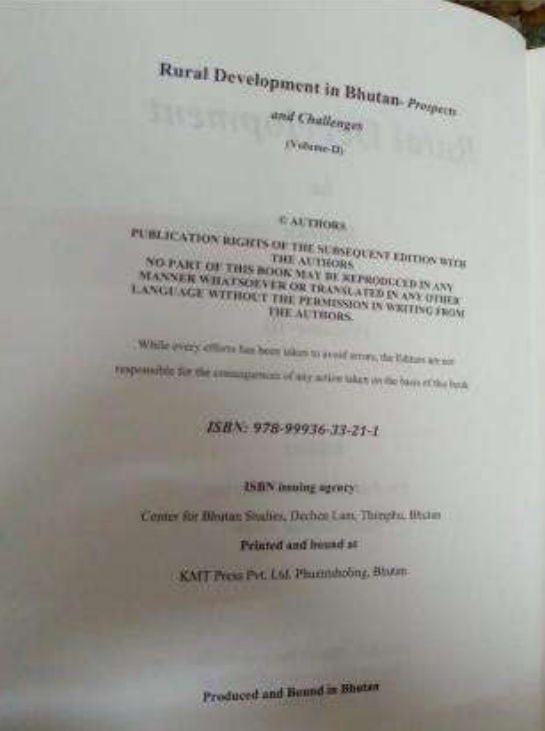 Rural Development in Bhutan- Prospects
and Challenges
(Volume-II)
© AUTHORS
PUBLICATION RIGHTS OF THE SUBSEQUENT EDITION WITH
THE AUTHORS
NO PART OF THIS BOOK MAY BE REPRODUCED IN ANY
MANNER WHATSOEVER OR TRANSLATED IN ANY OTHER
LANGUAGE WITHOUT THE PERMISSION IN WRITING FROM
THE AUTHORS.
While every efforts has been taken to avoid errors, the Editors are not
responsible for the consequences of any action taken on the basis of the book
ISBN: 978-99936-33-21-1
ISBN issuing agency
Center for Bhutan Studies, Dechee Lam, Thimphu, Bhutan
Printed and bound at
KMT Press Pvt. Ltd. Phuentsholing, Bhutan
Produced and Bound in Bhutan